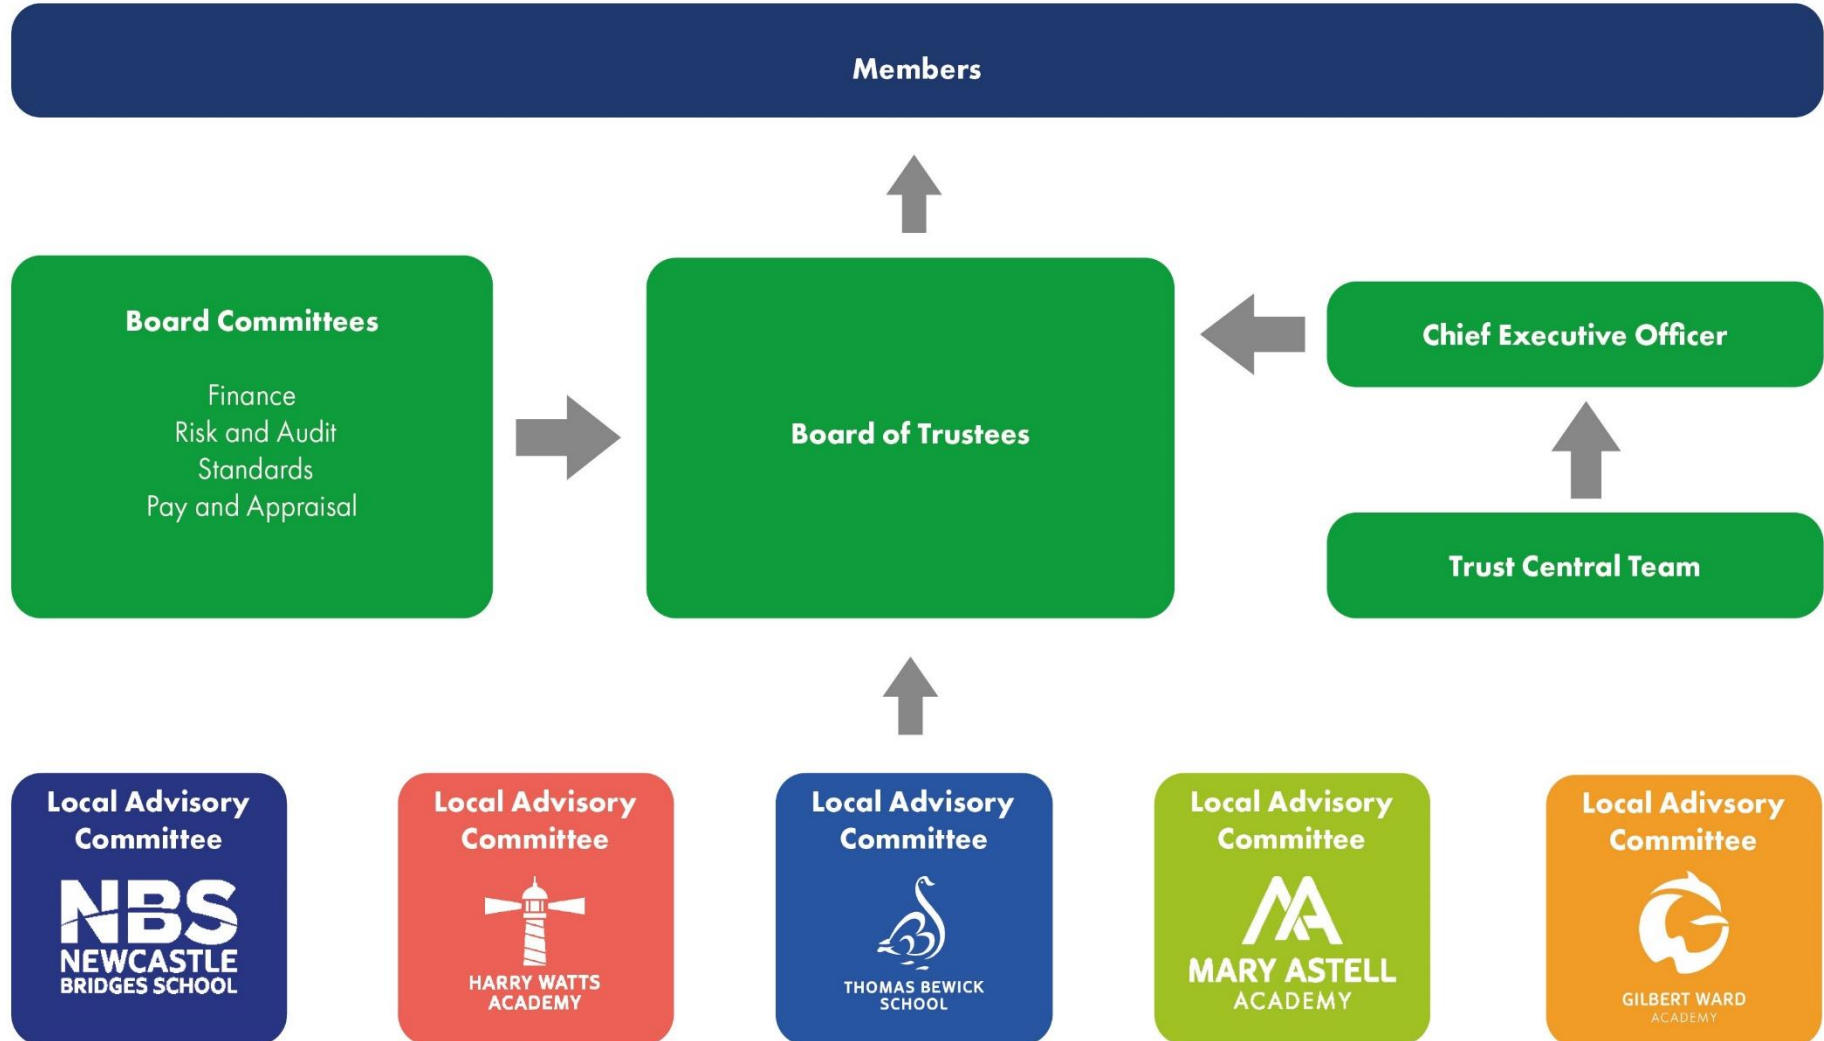 Members
Board Committees
Finance
Risk and Audit
Standards
Pay and Appraisal
Board of Trustees
Chief Executive Officer
Trust Central Team
Local Advisory
Committee
NBS
NEWCASTLE
BRIDGES SCHOOL
Local Advisory
Committee
HARRY WATTS
ACADEMY
Local Advisory
Committee
THOMAS BEWICK
SCHOOL
Local Advisory
Committee
MA
MARY ASTELL
ACADEMY
Local Adivsory
Committee
GILBERT WARD
ACADEMY